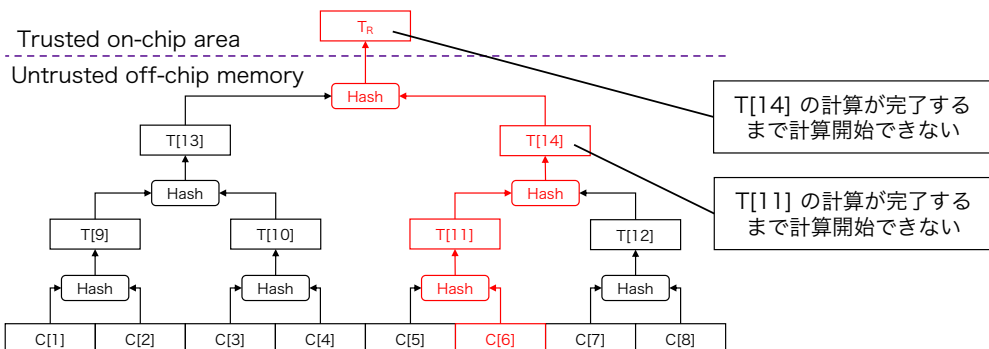 T_R
Trusted on-chip area
Untrusted off-chip memory
Hash
T[14] の計算が完了する
まで計算開始できない
T[13]
T[14]
Hash
Hash
T[11] の計算が完了する
まで計算開始できない
T[9]
T[10]
T[11]
T[12]
Hash
Hash
Hash
Hash
C[1]
C[2]
C[3]
C[4]
C[5]
C[6]
C[7]
C[8]